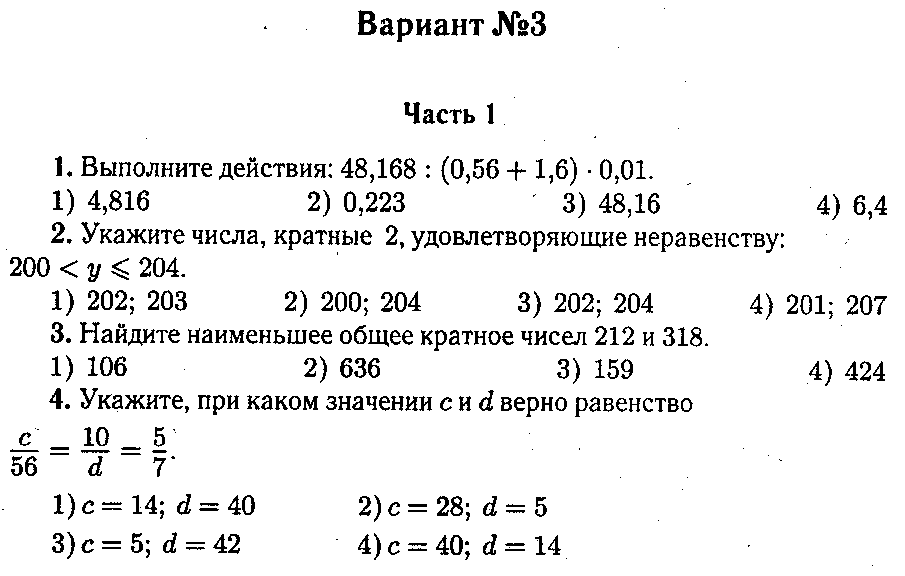 Вариант №3
Часть 1
1. Выполните действия: 48,168 : (0,56 + 1,6) · 0,01.
1) 4,816 2) 0,223 3) 48,16 4) 6,4
2. Укажите числа, кратные 2, удовлетворяющие неравенству:
200 < y ⩽ 204.
1) 202; 203 2) 200; 204 3) 202; 204 4) 201; 207
3. Найдите наименьшее общее кратное чисел 212 и 318.
1) 106 2) 636 3) 159 4) 424
4. Укажите, при каком значении c и d верно равенство
c/56 = 10/d = 5/7.
1) c = 14; d = 40 2) c = 28; d = 5
3) c = 5; d = 42 4) c = 40; d = 14